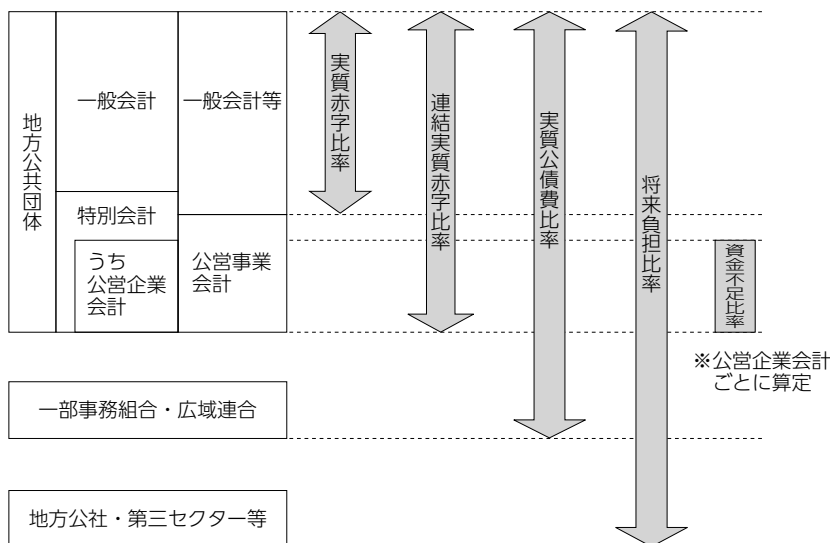 地方公共団体
一般会計
一般会計等
特別会計
うち
公営企業
会計
公営事業
会計
実質赤字比率
連結実質赤字比率
実質公債費比率
将来負担比率
資金不足比率
※公営企業会計
ごとに算定
一部事務組合・広域連合
地方公社・第三セクター等